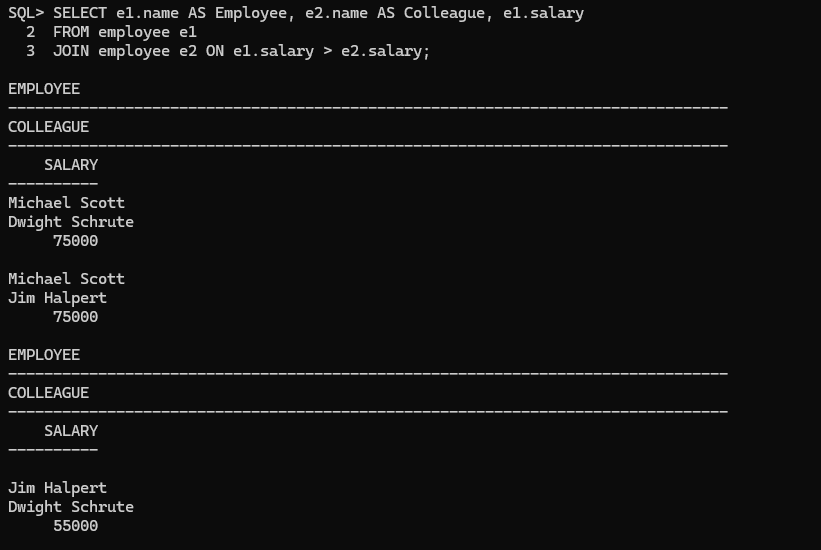 SQL> SELECT e1.name AS Employee, e2.name AS Colleague, e1.salary
  2  FROM employee e1
  3  JOIN employee e2 ON e1.salary > e2.salary;
EMPLOYEE
--------------------------------------------------------------------------------
COLLEAGUE
--------------------------------------------------------------------------------
    SALARY
----------
Michael Scott
Dwight Schrute
     75000
Michael Scott
Jim Halpert
     75000
EMPLOYEE
--------------------------------------------------------------------------------
COLLEAGUE
--------------------------------------------------------------------------------
    SALARY
----------
Jim Halpert
Dwight Schrute
     55000